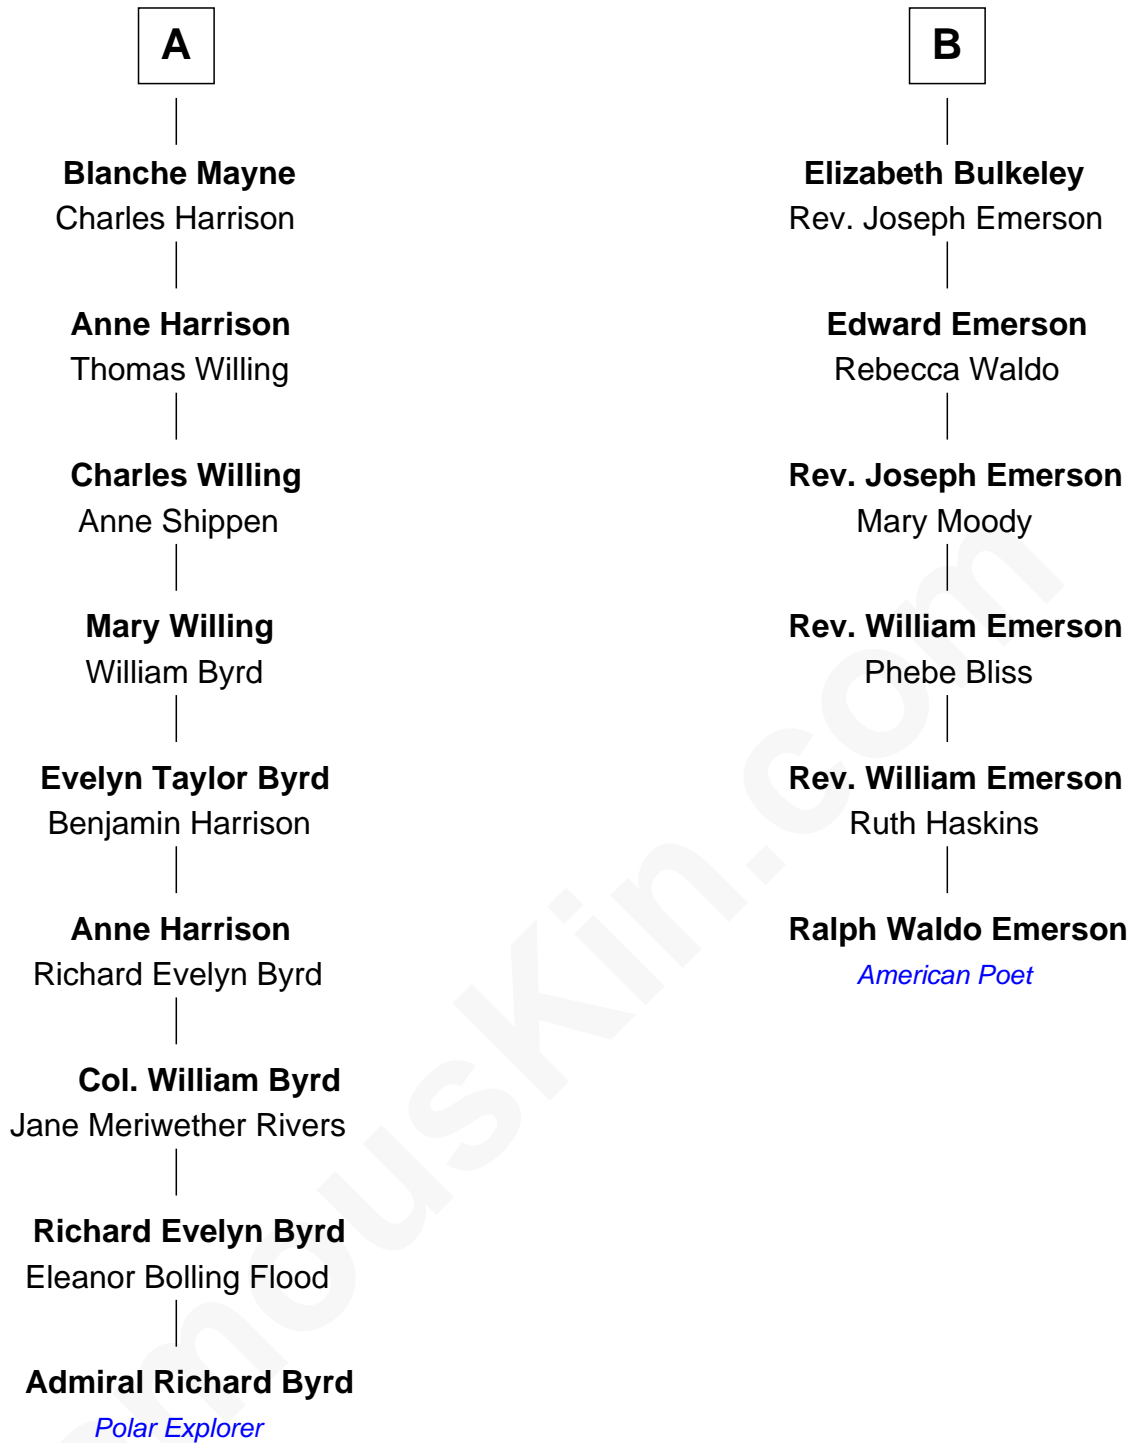 A
Blanche Mayne
Charles Harrison
Anne Harrison
Thomas Willing
Charles Willing
Anne Shippen
Mary Willing
William Byrd
Evelyn Taylor Byrd
Benjamin Harrison
Anne Harrison
Richard Evelyn Byrd
Col. William Byrd
Jane Meriwether Rivers
Richard Evelyn Byrd
Eleanor Bolling Flood
Admiral Richard Byrd
Polar Explorer
B
Elizabeth Bulkeley
Rev. Joseph Emerson
Edward Emerson
Rebecca Waldo
Rev. Joseph Emerson
Mary Moody
Rev. William Emerson
Phebe Bliss
Rev. William Emerson
Ruth Haskins
Ralph Waldo Emerson
American Poet
mousKin.com